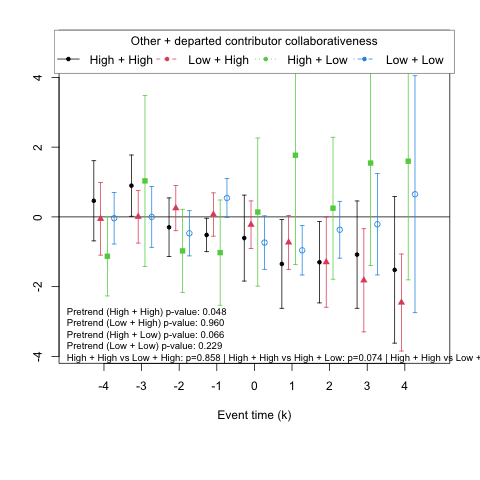 Other + departed contributor collaborativeness
High + High Low + High High + Low Low + Low
4
2
0
-2
-4
Pretrend (High + High) p-value: 0.048
Pretrend (Low + High) p-value: 0.960
Pretrend (High + Low) p-value: 0.066
Pretrend (Low + Low) p-value: 0.229
High + High vs Low + High: p=0.858 | High + High vs High + Low: p=0.074 | High + High vs Low +
-4 -3 -2 -1 0 1 2 3 4
Event time (k)